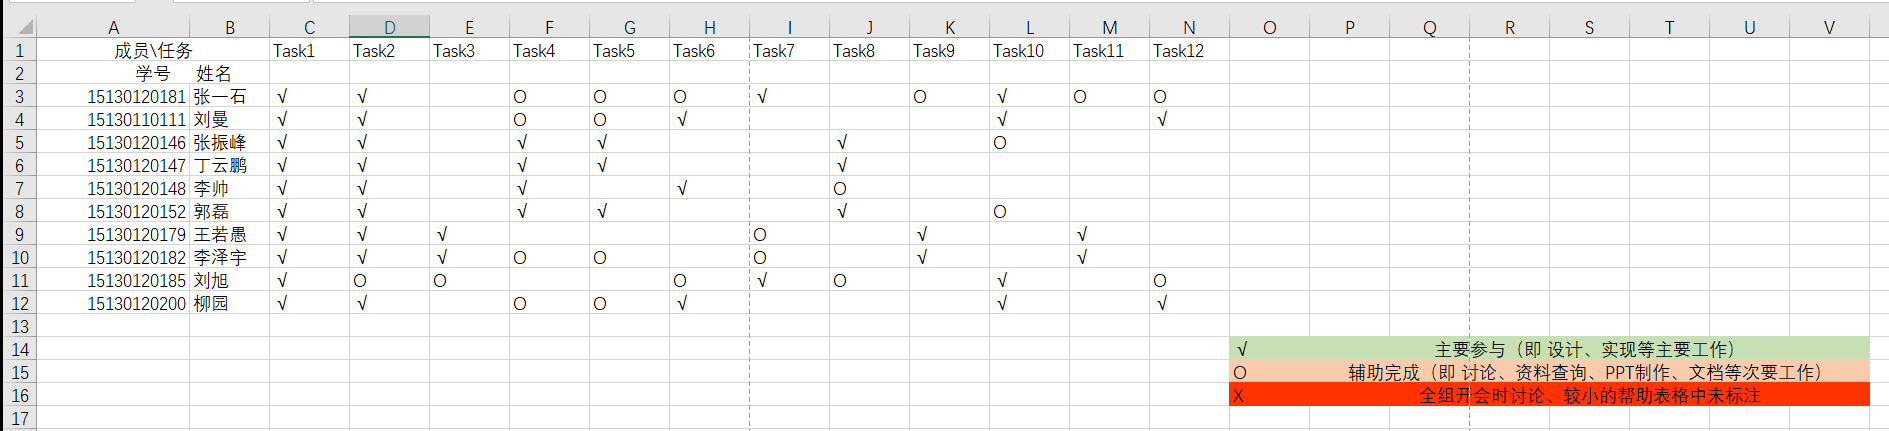 A B C D E F G H I J K L M N O P Q R S T U V
1 成员\任务 Task1 Task2 Task3 Task4 Task5 Task6 Task7 Task8 Task9 Task10 Task11 Task12
2 学号 姓名
3 15130120181 张一石 √ √ O O O √ O √ O O
4 15130110111 刘曼 √ √ O O √ √ √
5 15130120146 张振峰 √ √ √ √ √ O
6 15130120147 丁云鹏 √ √ √ √ √
7 15130120148 李帅 √ √ √ √ O
8 15130120152 郭磊 √ √ √ √ √ O
9 15130120179 王若愚 √ √ √ O √ √
10 15130120182 李泽宇 √ √ √ O O O √ √
11 15130120185 刘旭 √ O O O √ O √ O
12 15130120200 柳园 √ √ O O √ √ √
13
14 √ 主要参与（即 设计、实现等主要工作）
15 O 辅助完成（即 讨论、资料查询、PPT制作、文档等次要工作）
16 X 全组开会时讨论、较小的帮助表格中未标注
17